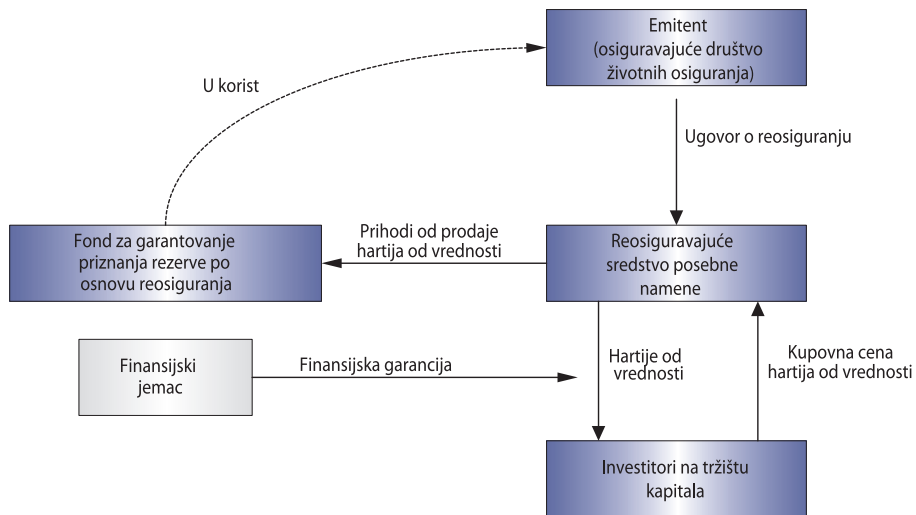 Emitent
(osiguravajuće društvo
životnih osiguranja)
U korist
Ugovor o reosiguranju
Fond za garantovanje
priznanja rezerve po
osnovu reosiguranja
Prihodi od prodaje
hartija od vrednosti
Reosiguravajuće
sredstvo posebne
namene
Finansijski
jemac
Finansijska garancija
Hartije od
vrednosti
Kupovna cena
hartija od vrednosti
Investitori na tržištu
kapitala